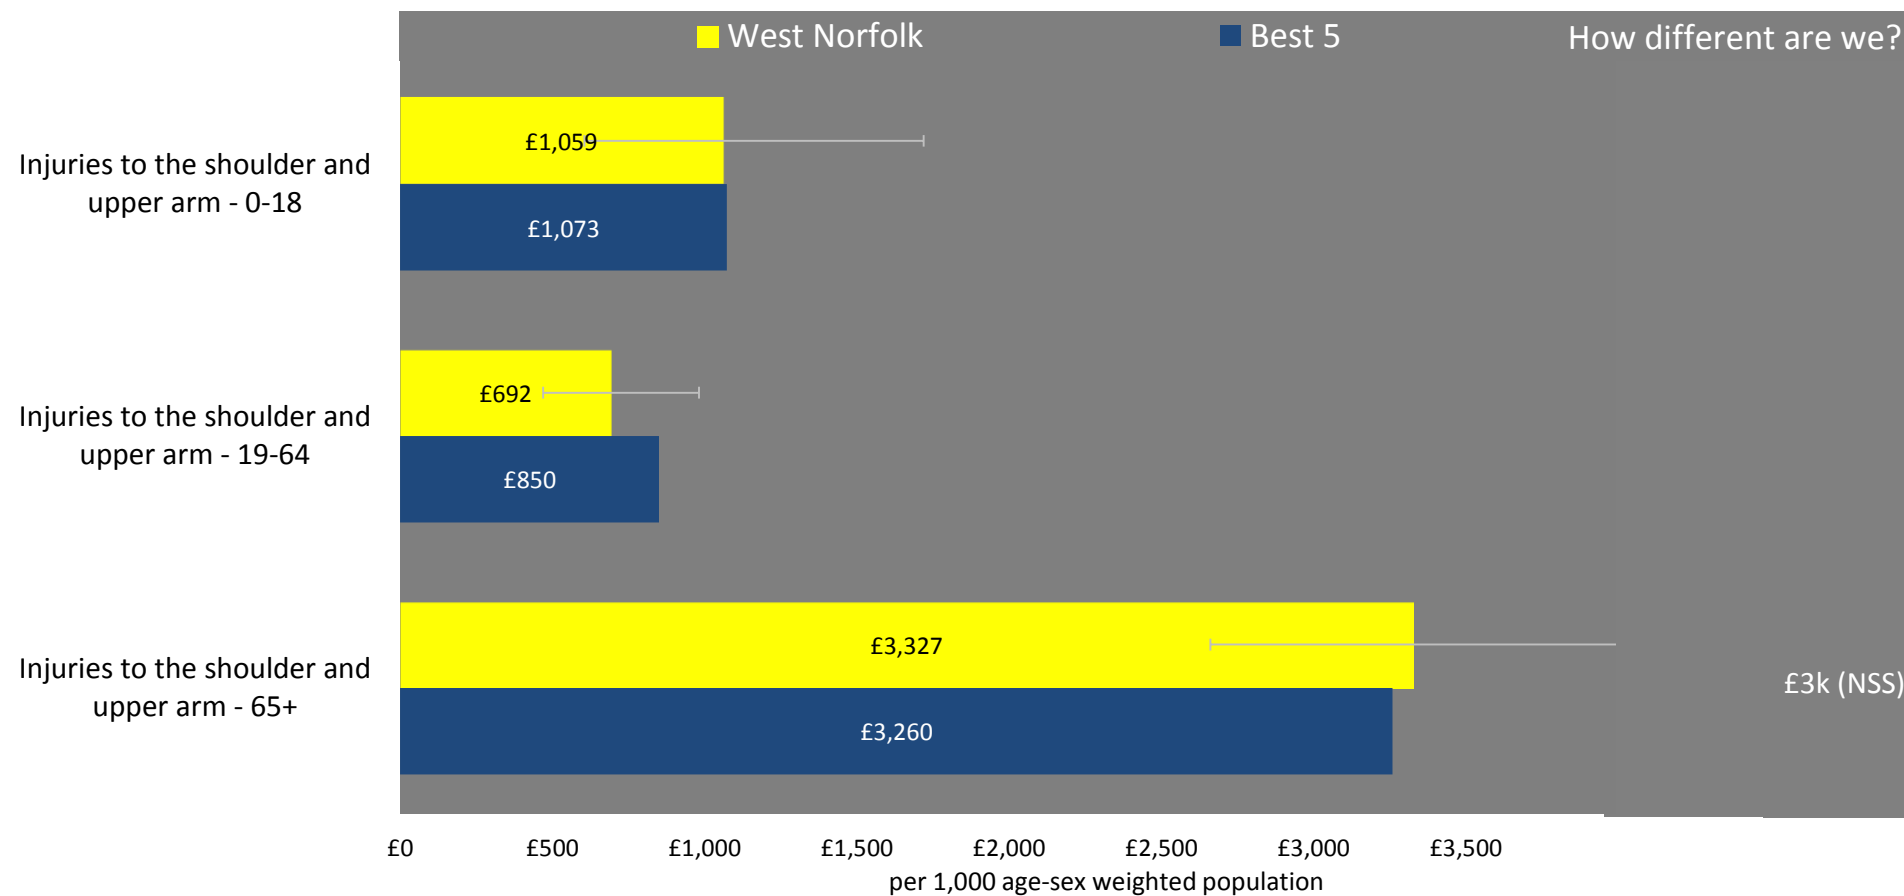 West Norfolk Best 5 How different are we?
Injuries to the shoulder and
upper arm - 0-18
£1,059
£1,073
Injuries to the shoulder and
upper arm - 19-64
£692
£850
Injuries to the shoulder and
upper arm - 65+
£3,327
£3,260
£3k (NSS)
£0 £500 £1,000 £1,500 £2,000 £2,500 £3,000 £3,500
per 1,000 age-sex weighted population